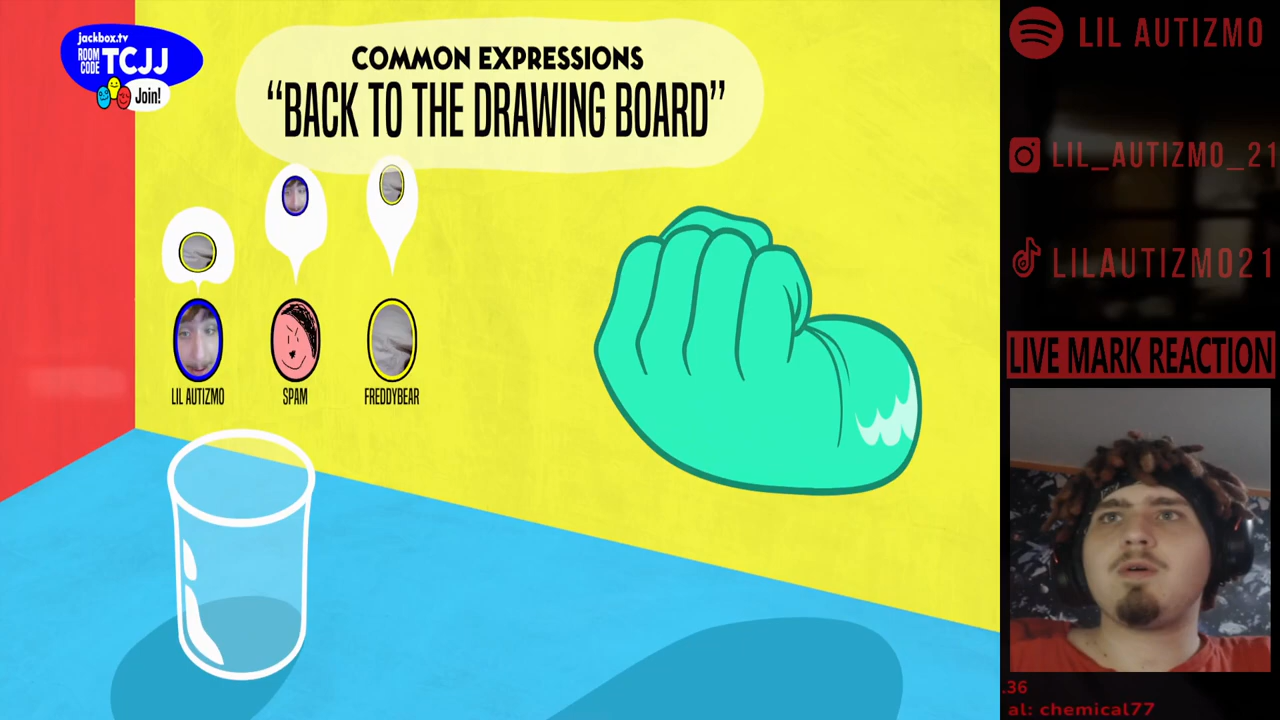 jackbox.tv
ROOM CODE
TCJJ
Join!
COMMON EXPRESSIONS
“BACK TO THE DRAWING BOARD”
LIL AUTIZMO
SPAM
FREDDYBEAR
LIL AUTIZMO
LIL_AUTIZMO_21
LILAUTIZMO21
LIVE MARK REACTION
.36
al: chemical77